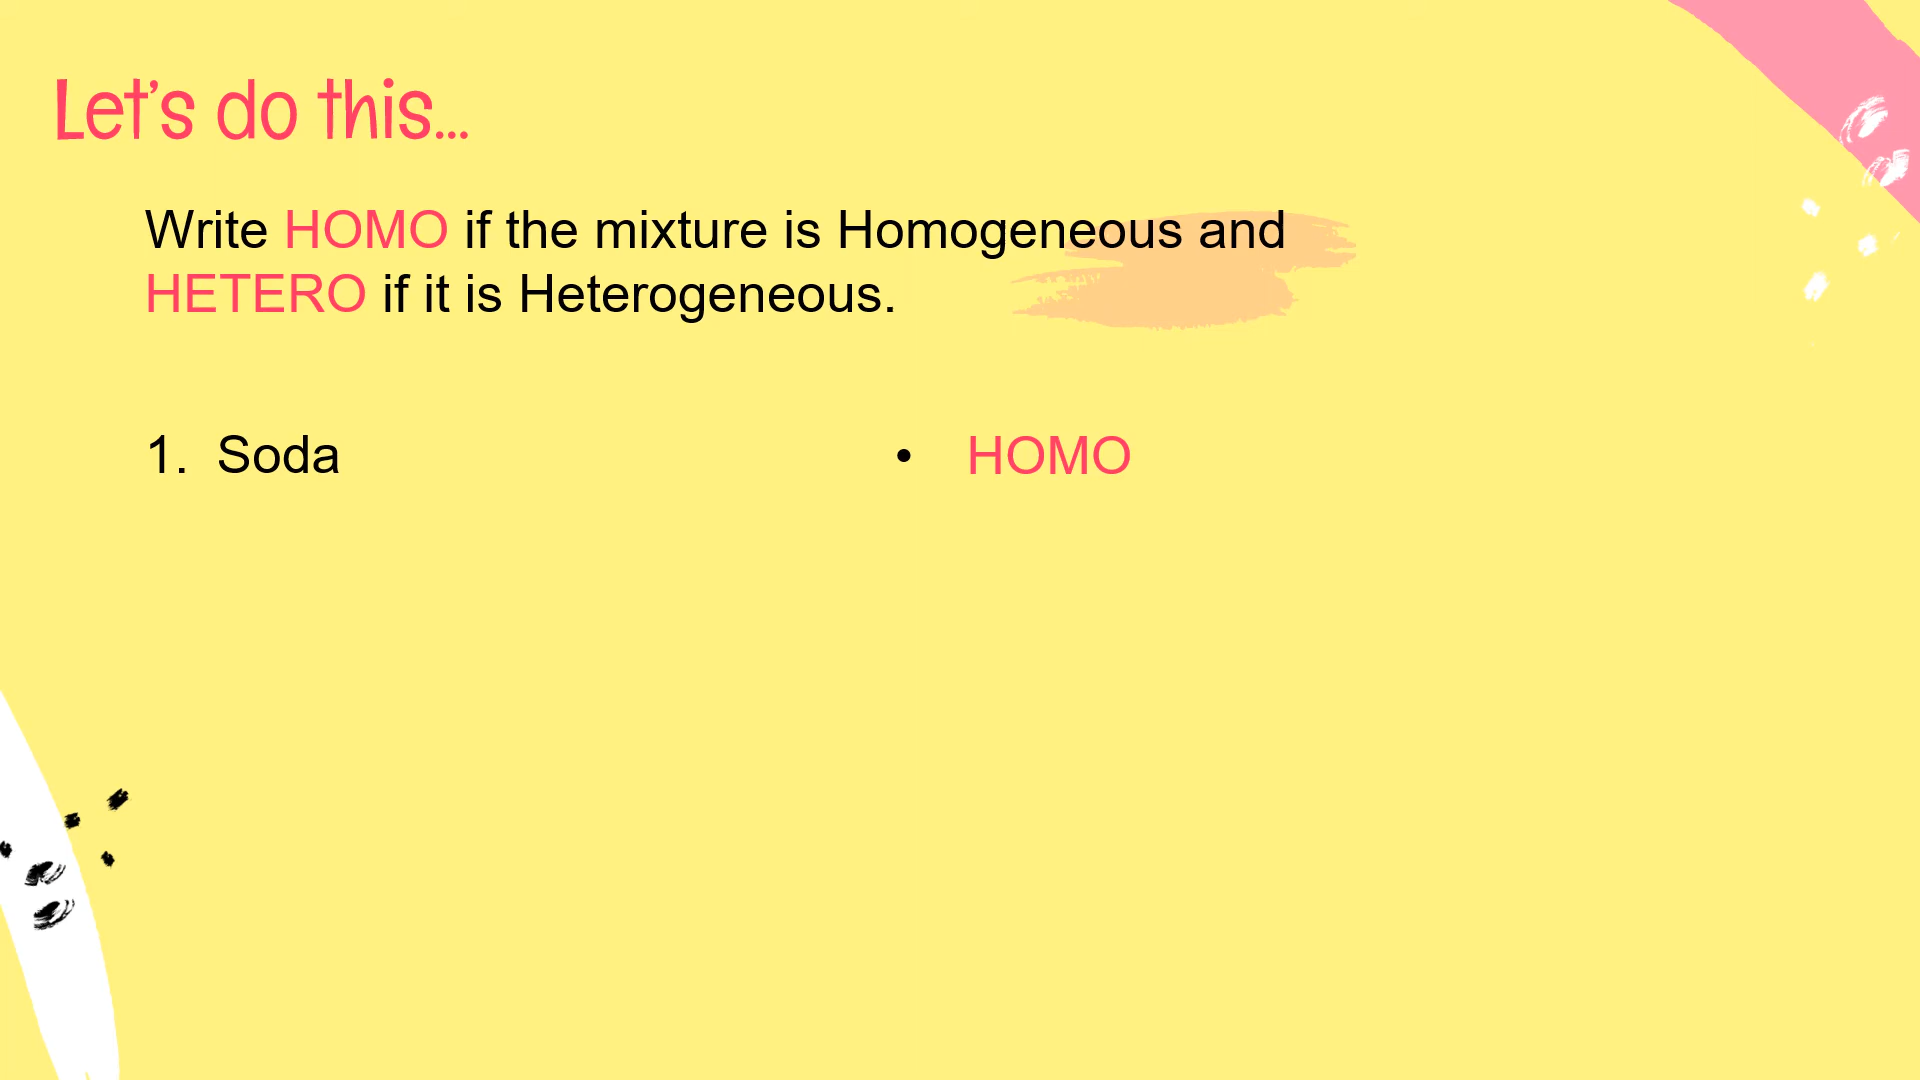 Let's do this...
Write HOMO if the mixture is Homogeneous and
HETERO if it is Heterogeneous.
1. Soda
• HOMO